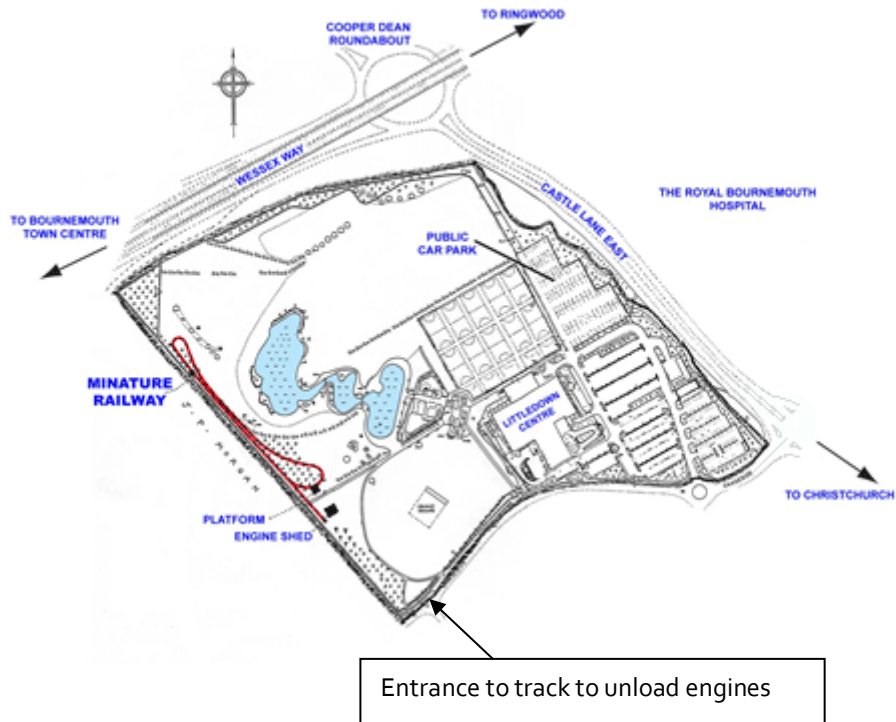 TO RINGWOOD
COOPER DEAN
ROUNDABOUT
WESSEX WAY
CASTLE LANE EAST
THE ROYAL BOURNEMOUTH
HOSPITAL
TO BOURNEMOUTH
TOWN CENTRE
PUBLIC
CAR PARK
MINATURE
RAILWAY
LITTLEDOWN
CENTRE
J. P. MORGAN
TO CHRISTCHURCH
PLATFORM
ENGINE SHED
Entrance to track to unload engines